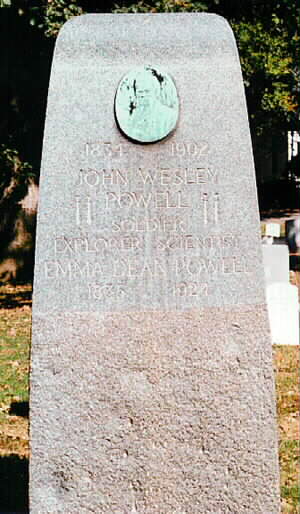 1834 1902
JOHN WESLEY
POWELL
SOLDIER
EXPLORER SCIENTIST
EMMA DEAN POWELL
1835 1924